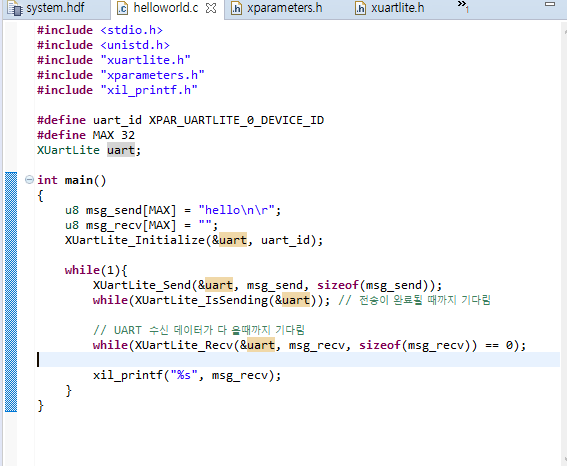 system.hdf helloworld.c xparameters.h xuartlite.h »1
#include <stdio.h>
#include <unistd.h>
#include "xuartlite.h"
#include "xparameters.h"
#include "xil_printf.h"
#define uart_id XPAR_UARTLITE_0_DEVICE_ID
#define MAX 32
XUartLite uart;
int main()
{
u8 msg_send[MAX] = "hello\n\r";
u8 msg_recv[MAX] = "";
XUartLite_Initialize(&uart, uart_id);
while(1){
XUartLite_Send(&uart, msg_send, sizeof(msg_send));
while(XUartLite_IsSending(&uart)); // 전송이 완료될 때까지 기다림
// UART 수신 데이터가 다 올때까지 기다림
while(XUartLite_Recv(&uart, msg_recv, sizeof(msg_recv)) == 0);
xil_printf("%s", msg_recv);
}
}